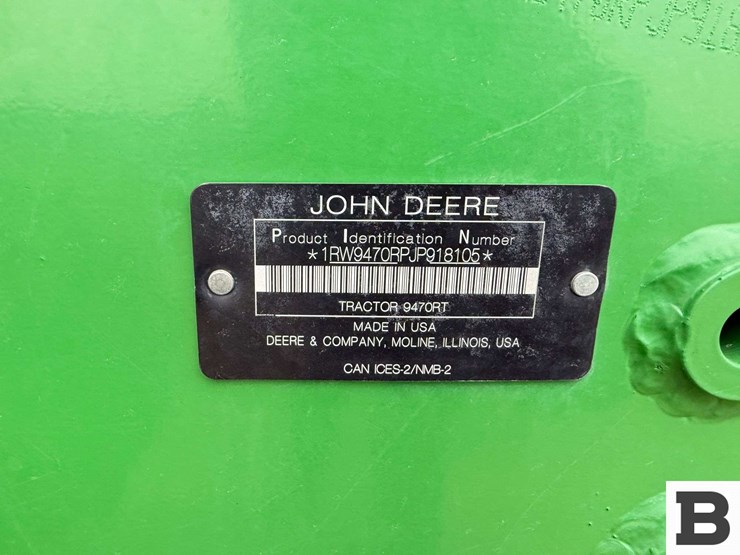 JOHN DEERE
Product Identification Number
*1RW9470RPJP918105*
TRACTOR 9470RT
MADE IN USA
DEERE & COMPANY, MOLINE, ILLINOIS, USA
CAN ICES-2/NMB-2
B